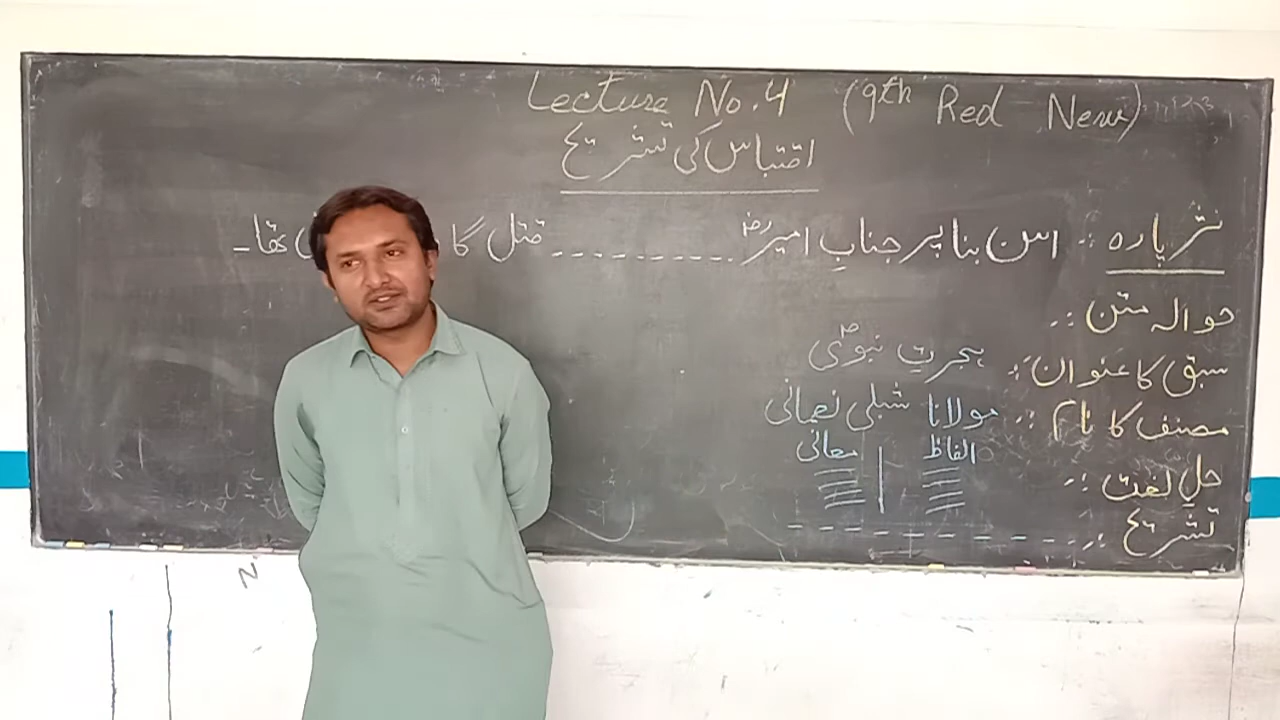 Lecture No.4 (9th Red New)
اقتباس کی تشریح
نثر پارہ :۔ اس بنا پر جنابِ امیرؓ ۔۔۔۔۔۔۔۔۔۔ قتل گا تھا۔
حوالہ متن :۔
سبق کا عنوان :۔ ہجرتِ نبویؐ
مصنف کا نام :۔ مولانا شبلی نعمانی
حلِ لغت :۔ الفاظ | معانی
تشریح :۔ ۔۔۔۔۔۔۔۔۔۔
N